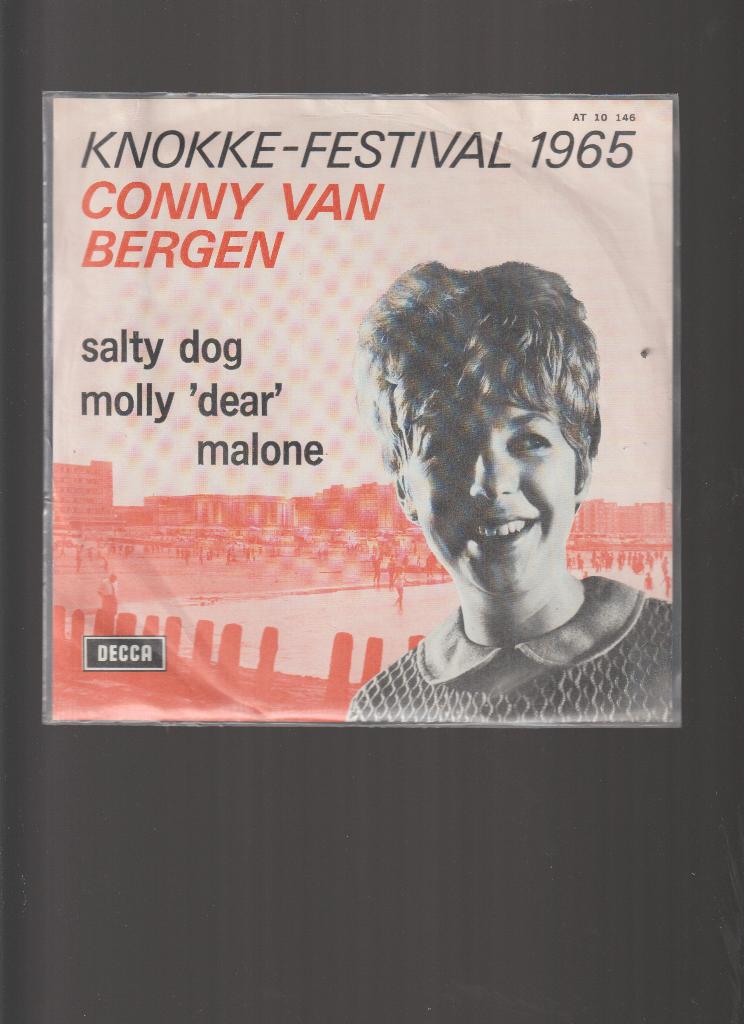 AT 10 146
KNOKKE-FESTIVAL 1965
CONNY VAN
BERGEN
salty dog
molly 'dear'
malone
DECCA